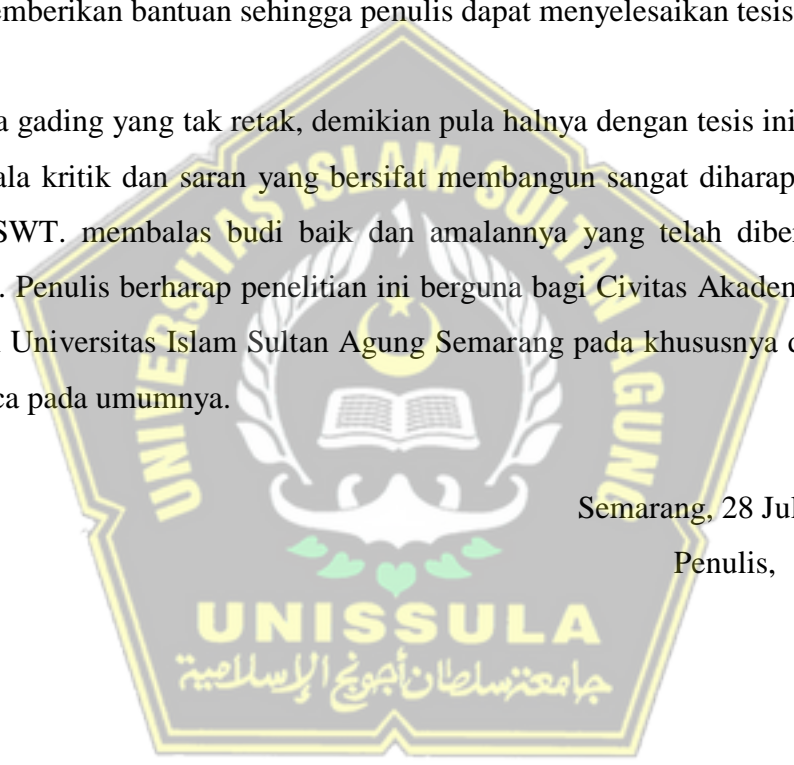 emberikan bantuan sehingga penulis dapat menyelesaikan tesis
a gading yang tak retak, demikian pula halnya dengan tesis ini
ala kritik dan saran yang bersifat membangun sangat diharap
SWT. membalas budi baik dan amalannya yang telah diber
. Penulis berharap penelitian ini berguna bagi Civitas Akadem
Universitas Islam Sultan Agung Semarang pada khususnya d
ca pada umumnya.
Semarang, 28 Jul
Penulis,
UNIVERSITAS ISLAM SULTAN AGUNG
UNISSULA
جامعة سلطان أجونج الإسلامية